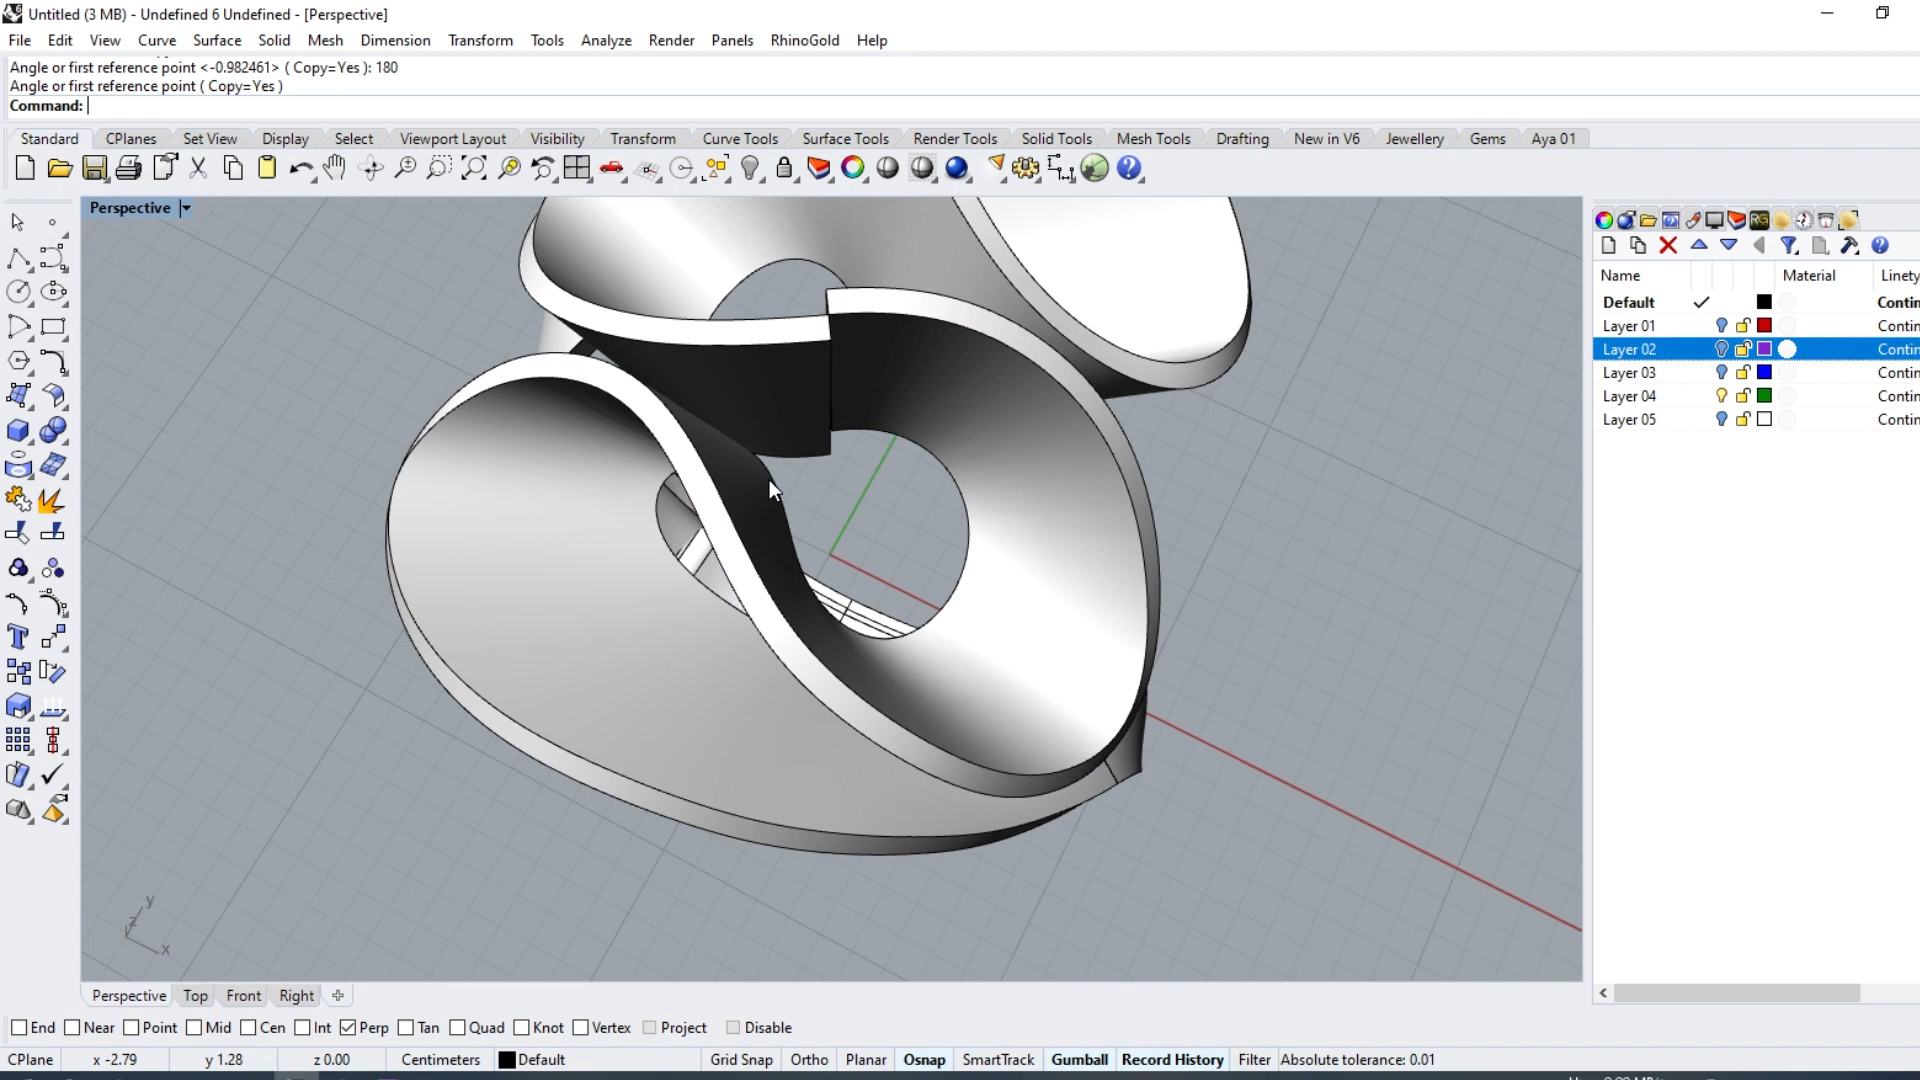 Untitled (3 MB) - Undefined 6 Undefined - [Perspective]
File Edit View Curve Surface Solid Mesh Dimension Transform Tools Analyze Render Panels RhinoGold Help
Angle or first reference point <-0.982461> ( Copy=Yes ): 180
Angle or first reference point ( Copy=Yes )
Command:
Standard CPlanes Set View Display Select Viewport Layout Visibility Transform Curve Tools Surface Tools Render Tools Solid Tools Mesh Tools Drafting New in V6 Jewellery Gems Aya 01
Perspective
RG
Name Material Linety
Default Contin
Layer 01 Contin
Layer 02 Contin
Layer 03 Contin
Layer 04 Contin
Layer 05 Contin
y
z
x
Perspective Top Front Right
End Near Point Mid Cen Int Perp Tan Quad Knot Vertex Project Disable
CPlane x -2.79 y 1.28 z 0.00 Centimeters Default Grid Snap Ortho Planar Osnap SmartTrack Gumball Record History Filter Absolute tolerance: 0.01